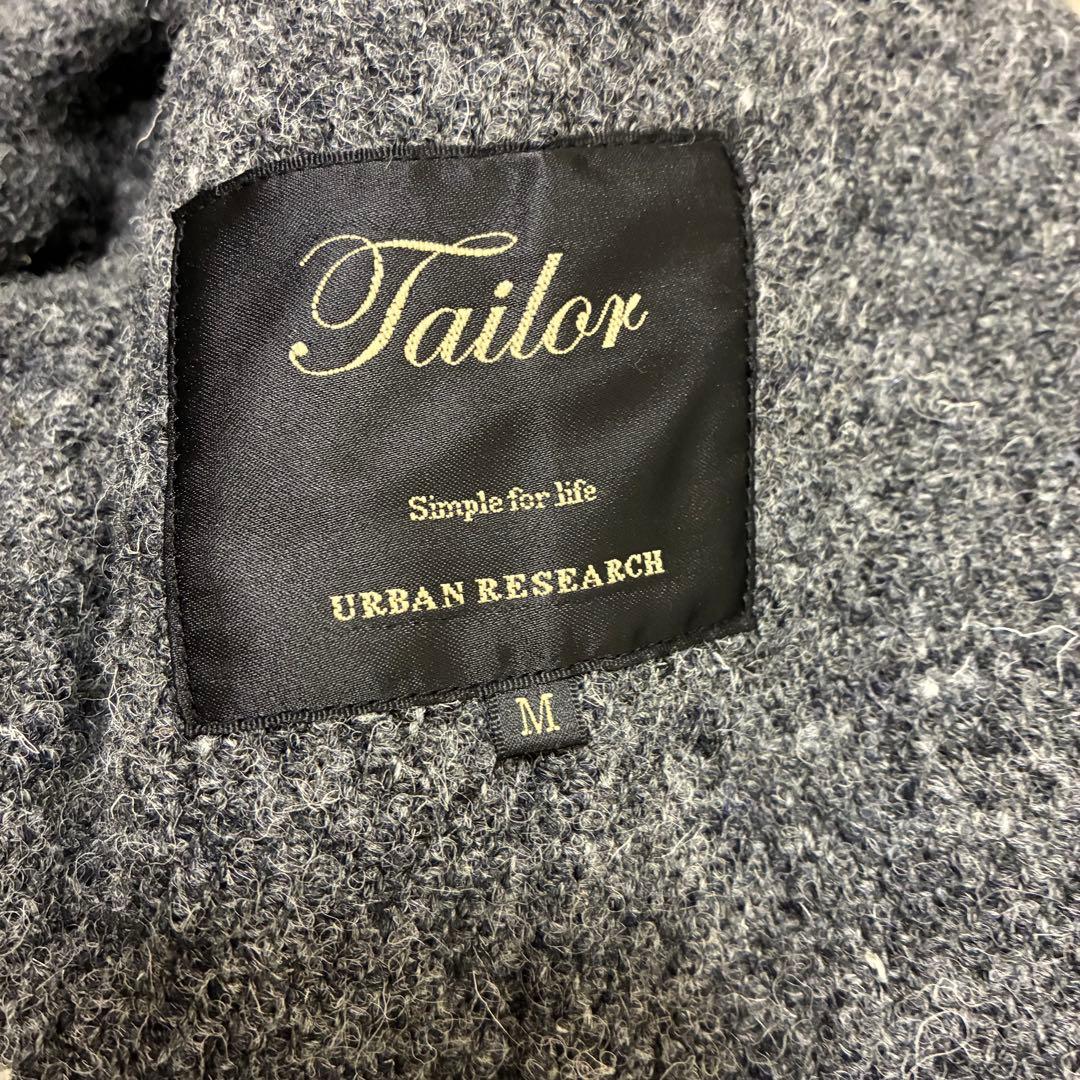 Tailor
Simple for life
URBAN RESEARCH
M